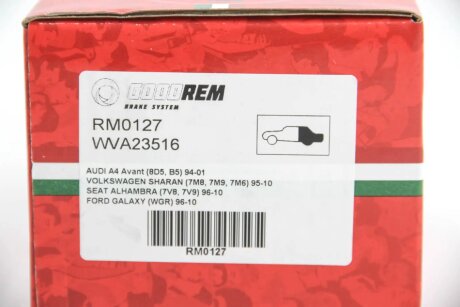 ROADREM
BRAKE SYSTEM
RM0127
WVA23516
AUDI A4 Avant (8D5, B5) 94-01
VOLKSWAGEN SHARAN (7M8, 7M9, 7M6) 95-10
SEAT ALHAMBRA (7V8, 7V9) 96-10
FORD GALAXY (WGR) 96-10
RM0127